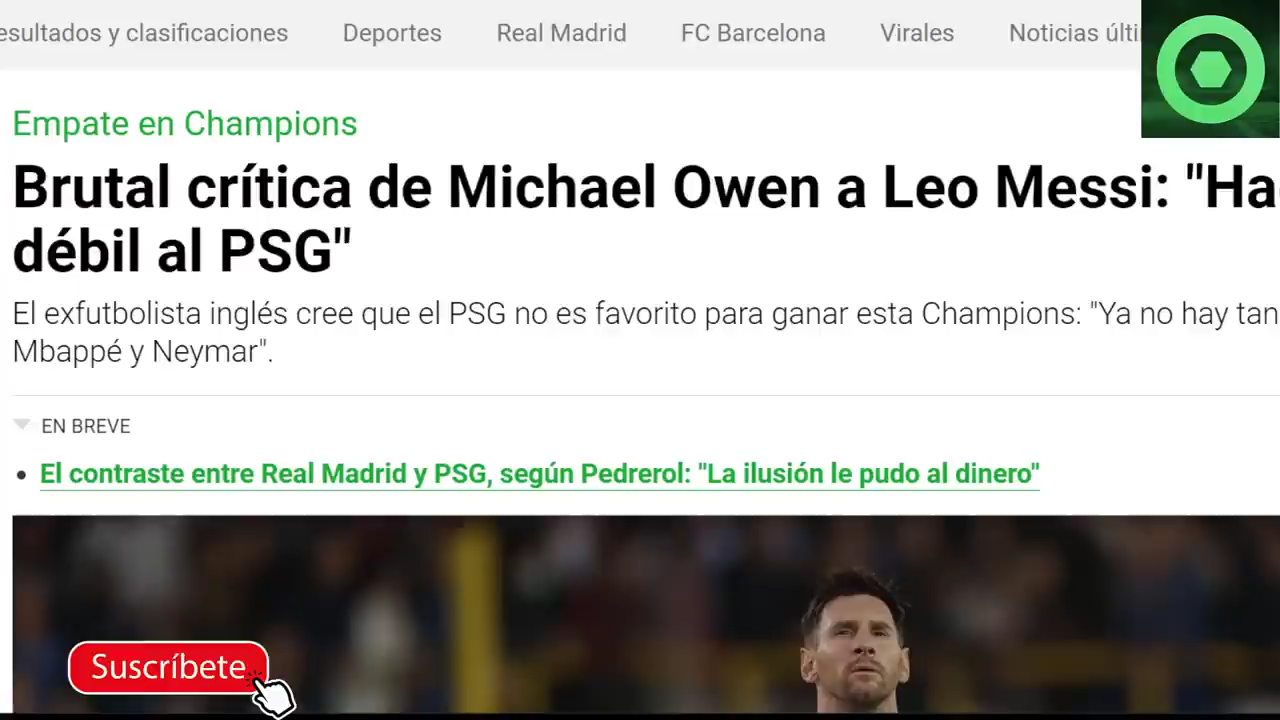 esultados y clasificaciones Deportes Real Madrid FC Barcelona Virales Noticias últi
Empate en Champions
Brutal crítica de Michael Owen a Leo Messi: "Ha
débil al PSG"
El exfutbolista inglés cree que el PSG no es favorito para ganar esta Champions: "Ya no hay tan
Mbappé y Neymar".
EN BREVE
El contraste entre Real Madrid y PSG, según Pedrerol: "La ilusión le pudo al dinero"
Suscríbete